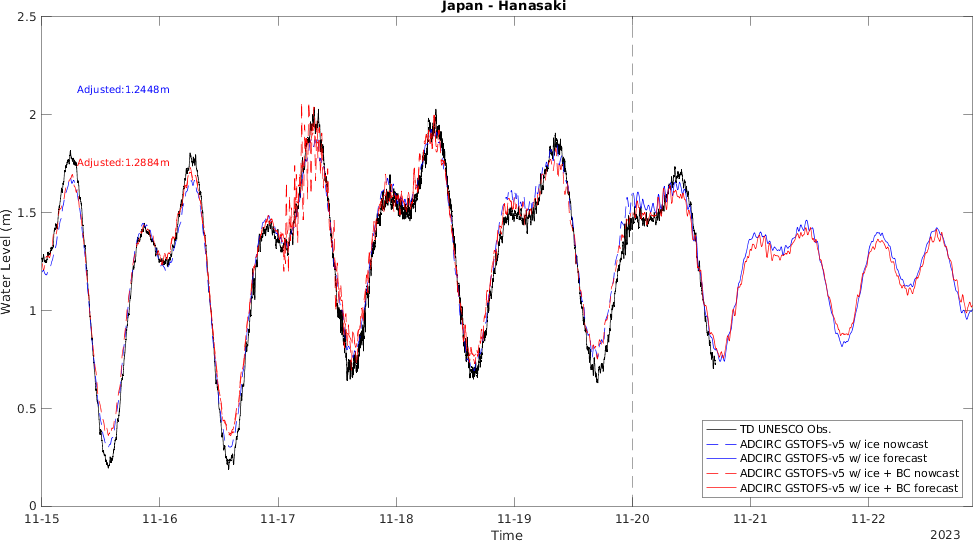 Japan - Hanasaki
Water Level (m)
2.5
2
1.5
1
0.5
0
Adjusted:1.2448m
Adjusted:1.2884m
TD UNESCO Obs.
ADCIRC GSTOFS-v5 w/ ice nowcast
ADCIRC GSTOFS-v5 w/ ice forecast
ADCIRC GSTOFS-v5 w/ ice + BC nowcast
ADCIRC GSTOFS-v5 w/ ice + BC forecast
11-15 11-16 11-17 11-18 11-19 11-20 11-21 11-22
Time
2023